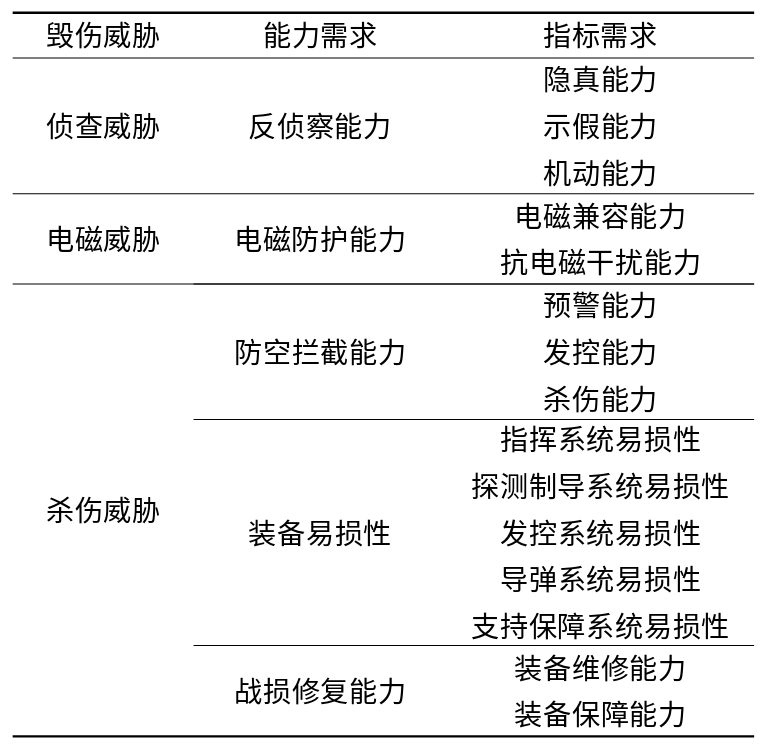 毁伤威胁 能力需求 指标需求
隐真能力
侦查威胁 反侦察能力 示假能力
机动能力
电磁威胁 电磁防护能力 电磁兼容能力
抗电磁干扰能力
预警能力
防空拦截能力 发控能力
杀伤能力
指挥系统易损性
探测制导系统易损性
杀伤威胁 装备易损性 发控系统易损性
导弹系统易损性
支持保障系统易损性
战损修复能力 装备维修能力
装备保障能力